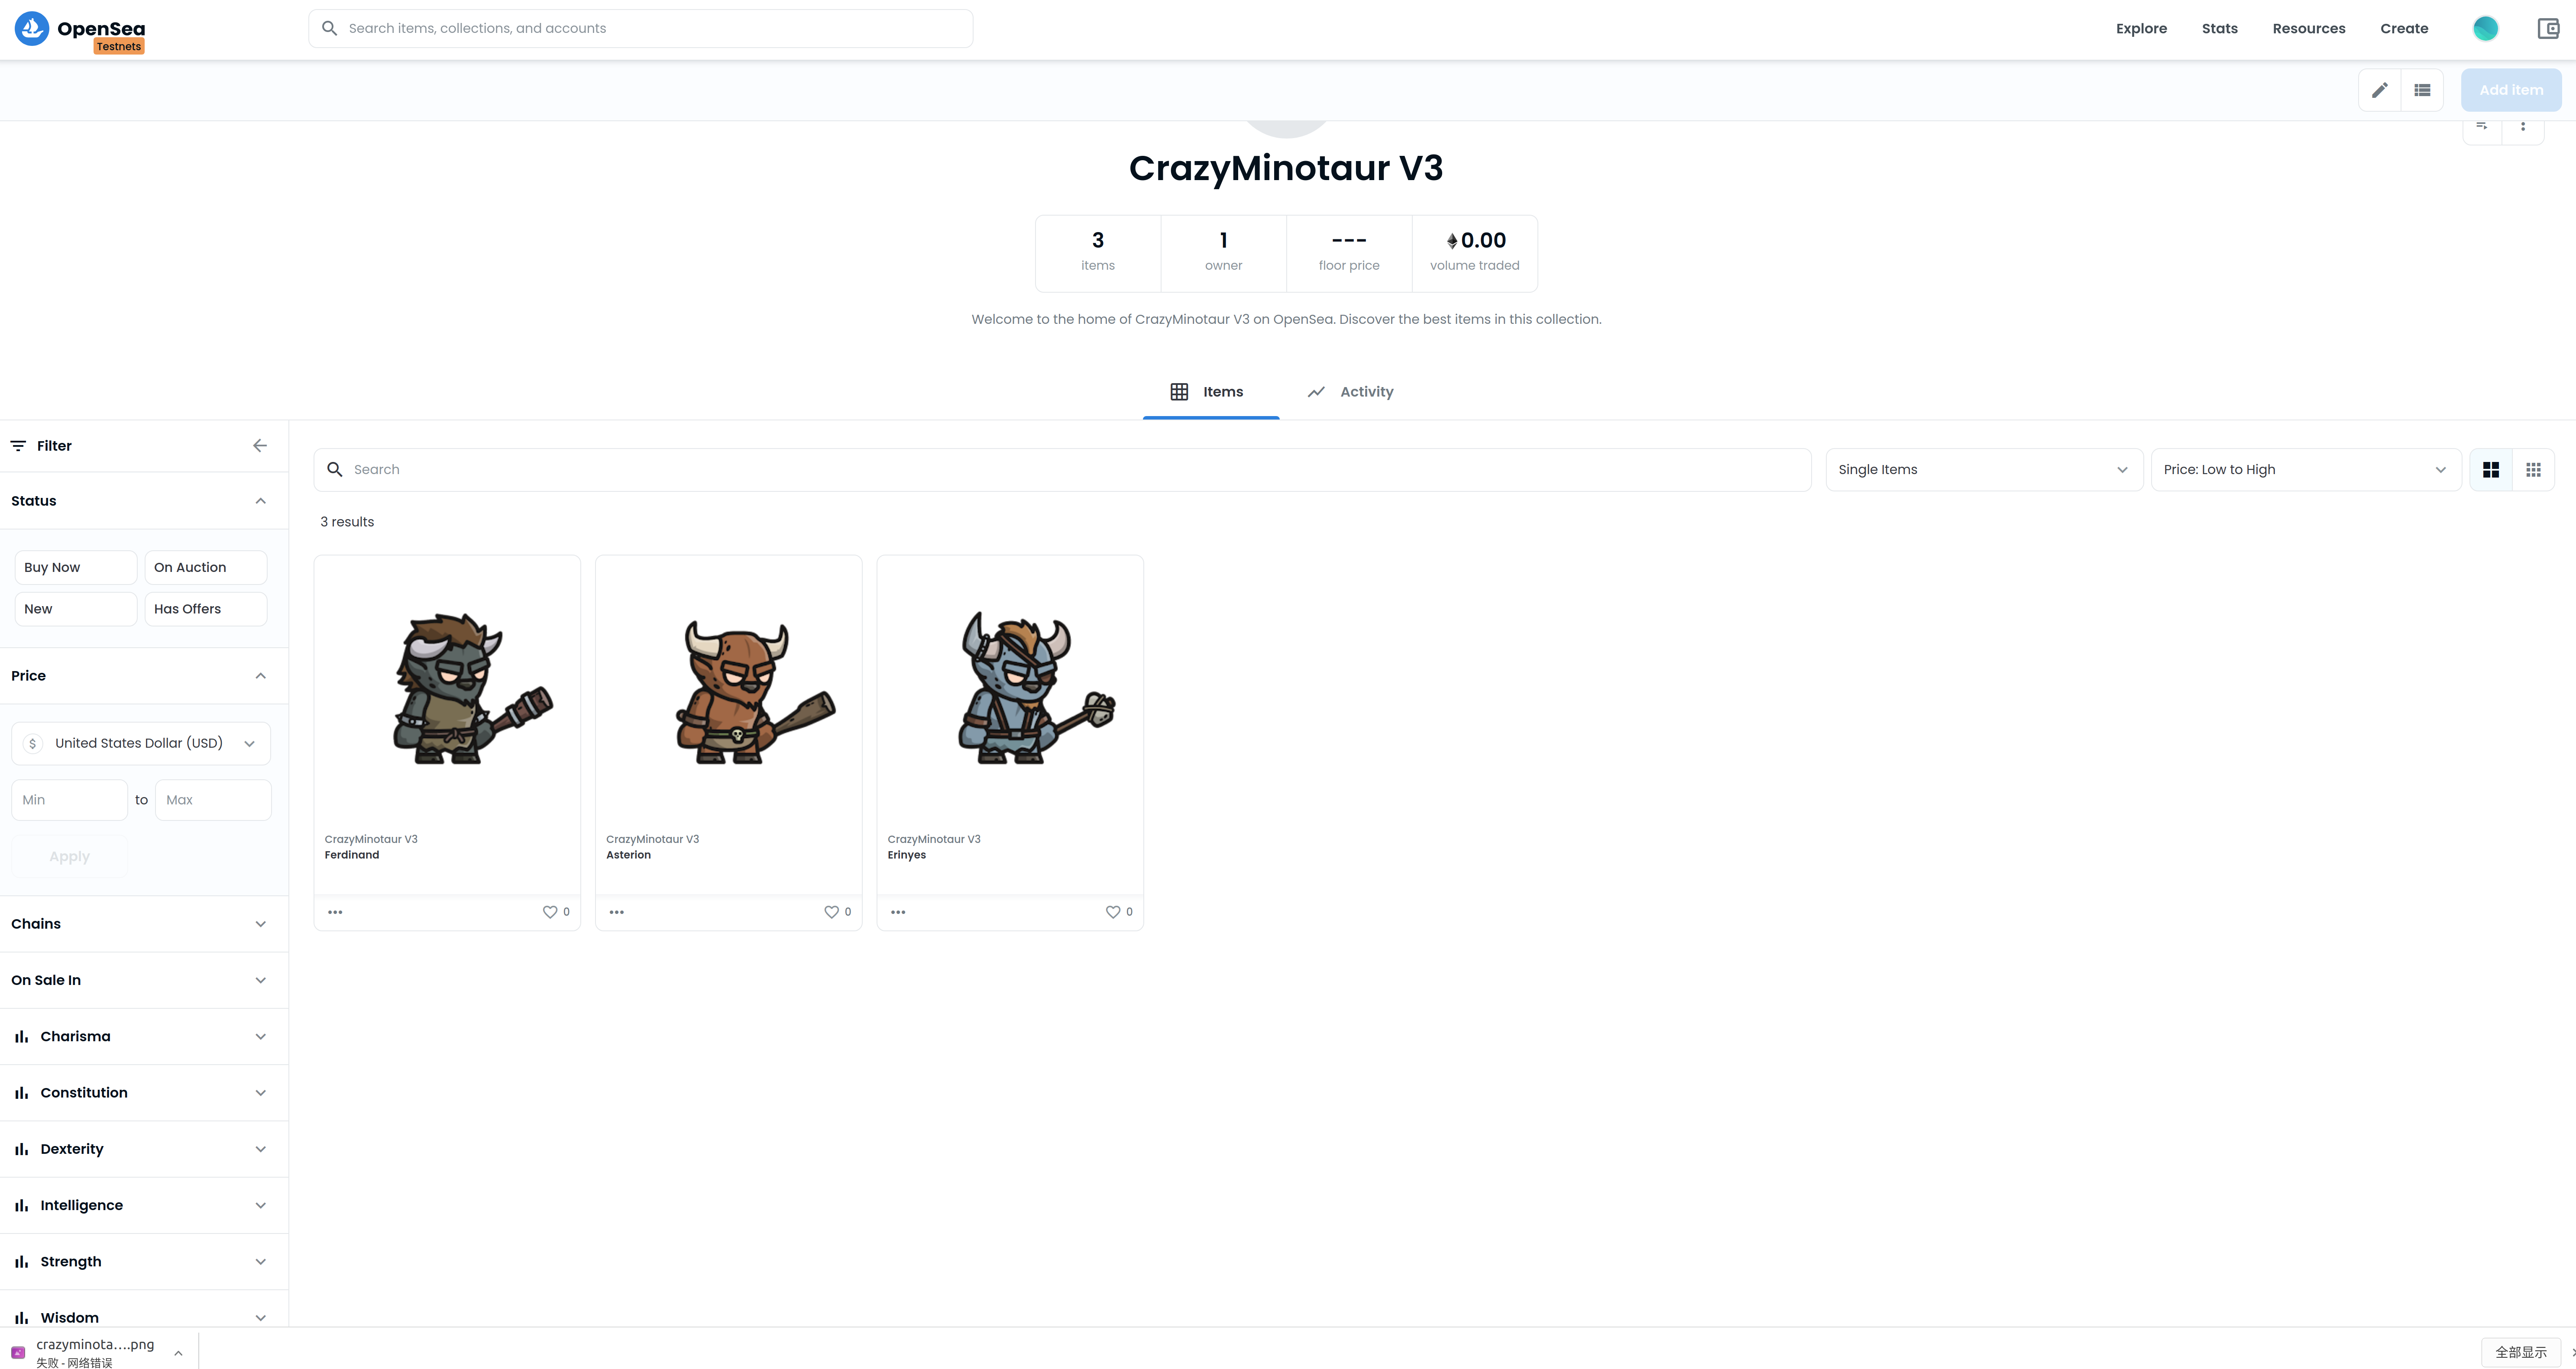 OpenSea
Testnets
Search items, collections, and accounts
Explore
Stats
Resources
Create
Add item
CrazyMinotaur V3
3
items
1
owner
---
floor price
0.00
volume traded
Welcome to the home of CrazyMinotaur V3 on OpenSea. Discover the best items in this collection.
Items
Activity
Filter
Status
Buy Now
On Auction
New
Has Offers
Price
$ United States Dollar (USD)
Min to Max
Apply
Chains
On Sale In
Charisma
Constitution
Dexterity
Intelligence
Strength
Wisdom
Search
Single Items
Price: Low to High
3 results
CrazyMinotaur V3
Ferdinand
0
CrazyMinotaur V3
Asterion
0
CrazyMinotaur V3
Erinyes
0
crazyminota....png
失败 - 网络错误
全部显示